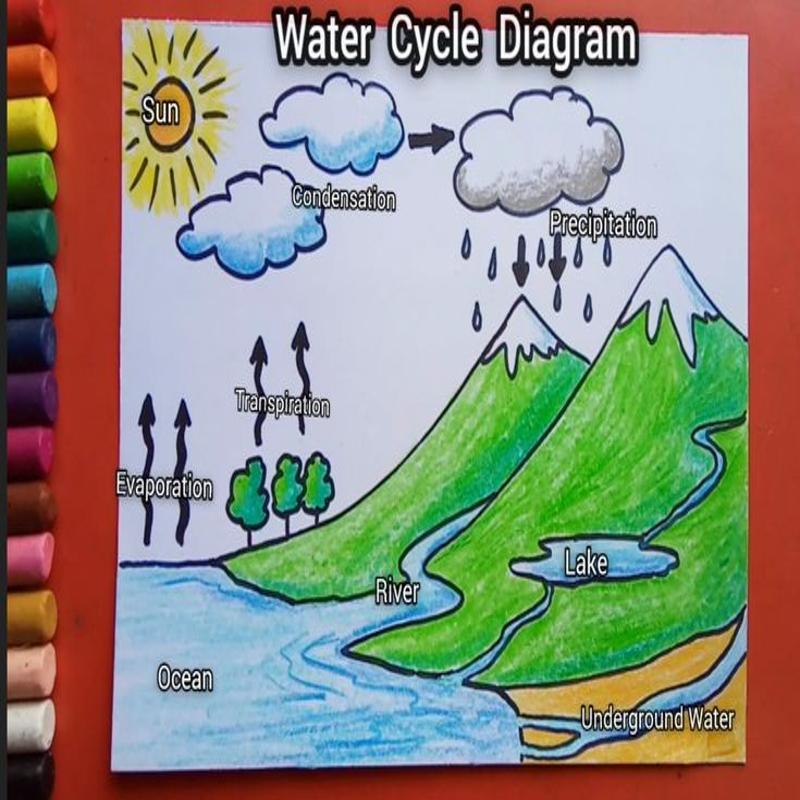 Water Cycle Diagram
Sun
Condensation
Precipitation
Transpiration
Evaporation
Lake
River
Ocean
Underground Water